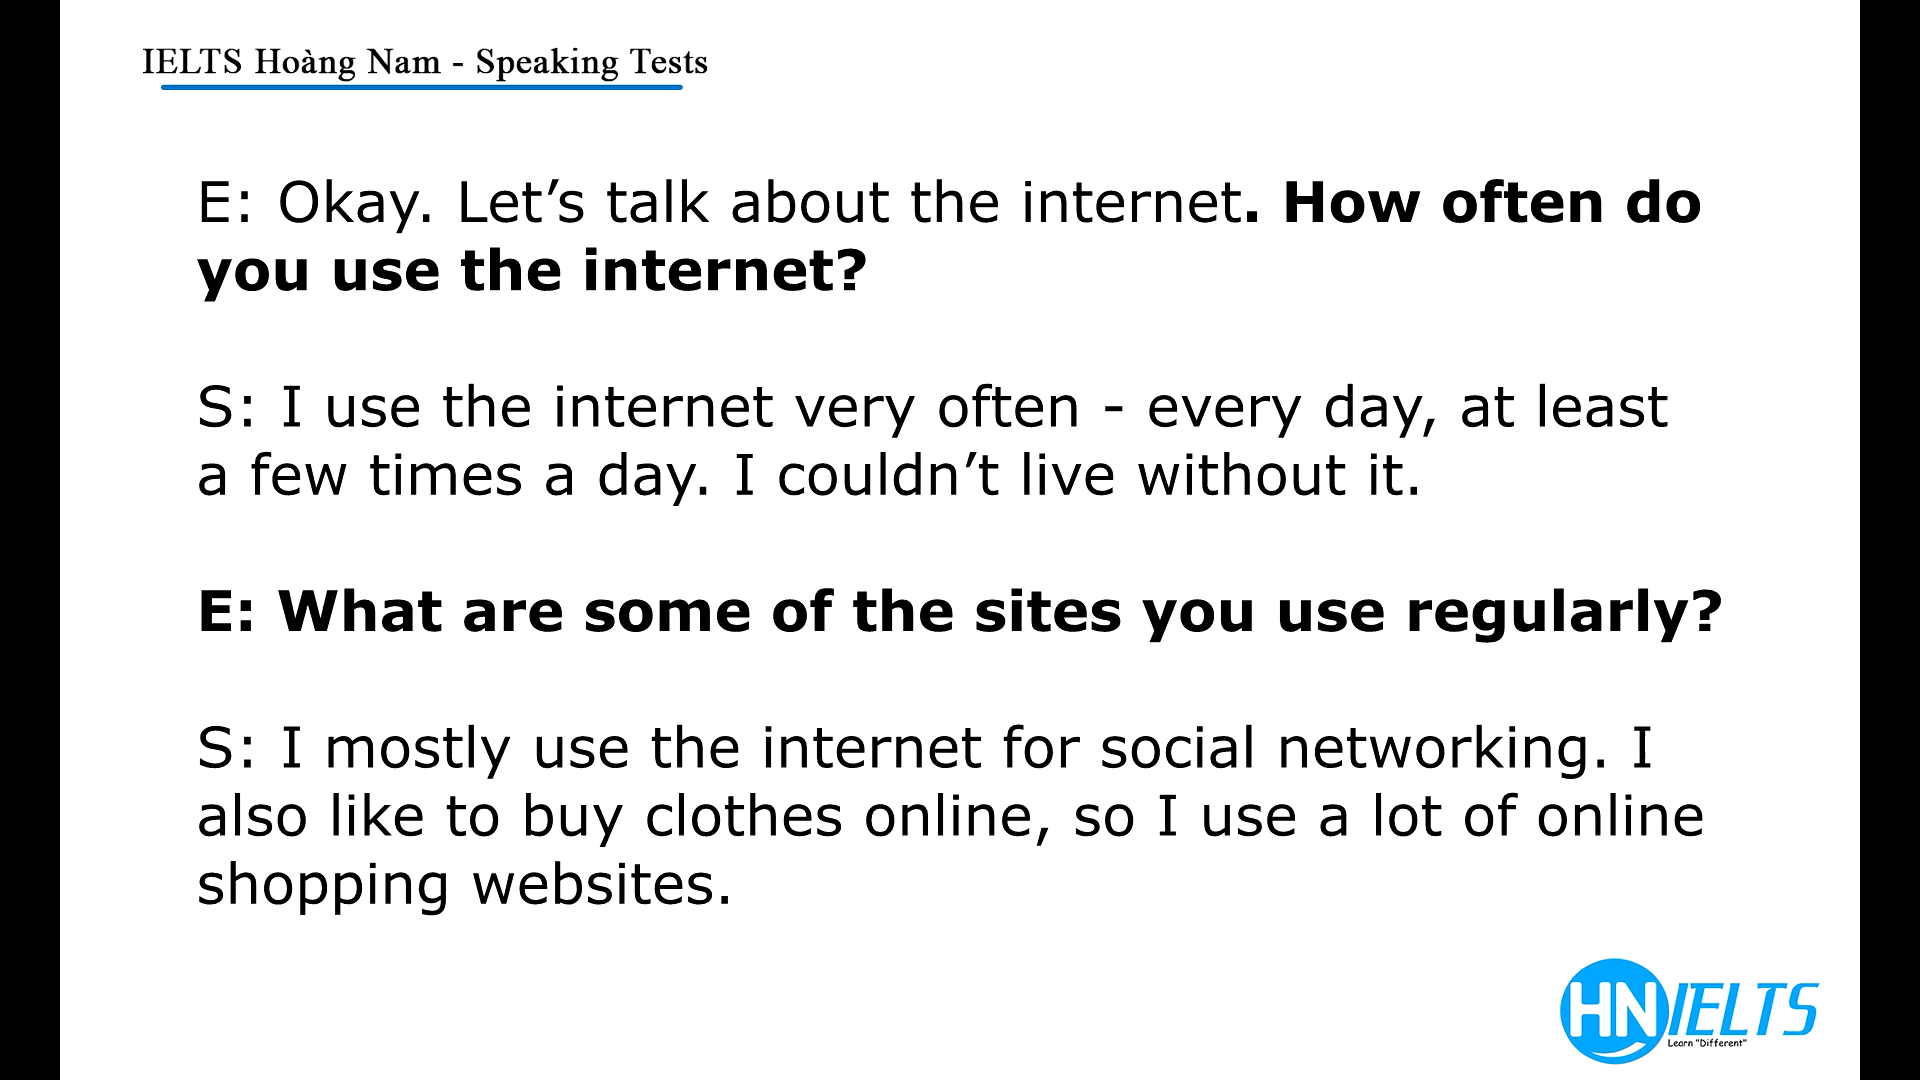 IELTS Hoàng Nam - Speaking Tests
E: Okay. Let’s talk about the internet. How often do
you use the internet?
S: I use the internet very often - every day, at least
a few times a day. I couldn’t live without it.
E: What are some of the sites you use regularly?
S: I mostly use the internet for social networking. I
also like to buy clothes online, so I use a lot of online
shopping websites.
HNIELTS
Learn "Different"